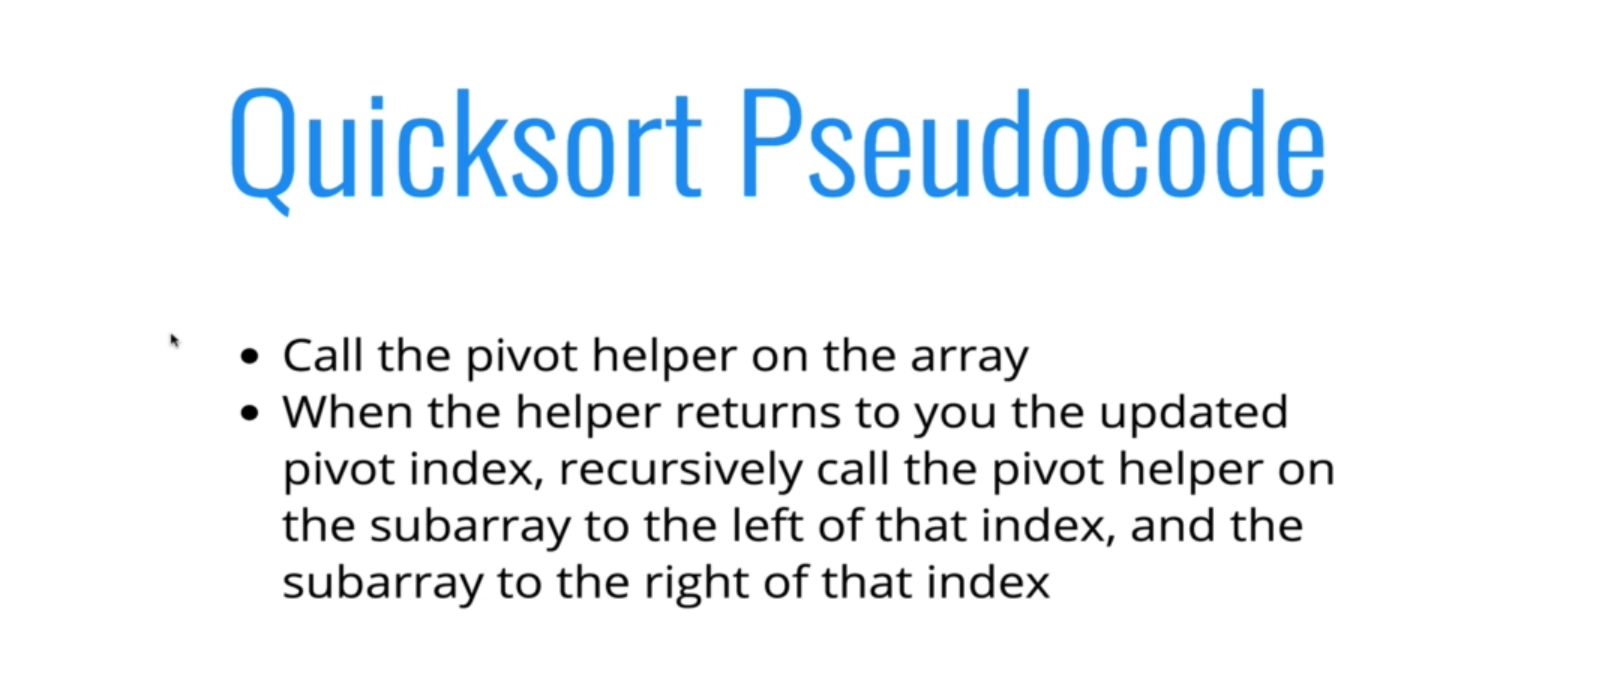 Quicksort Pseudocode
• Call the pivot helper on the array
• When the helper returns to you the updated
pivot index, recursively call the pivot helper on
the subarray to the left of that index, and the
subarray to the right of that index